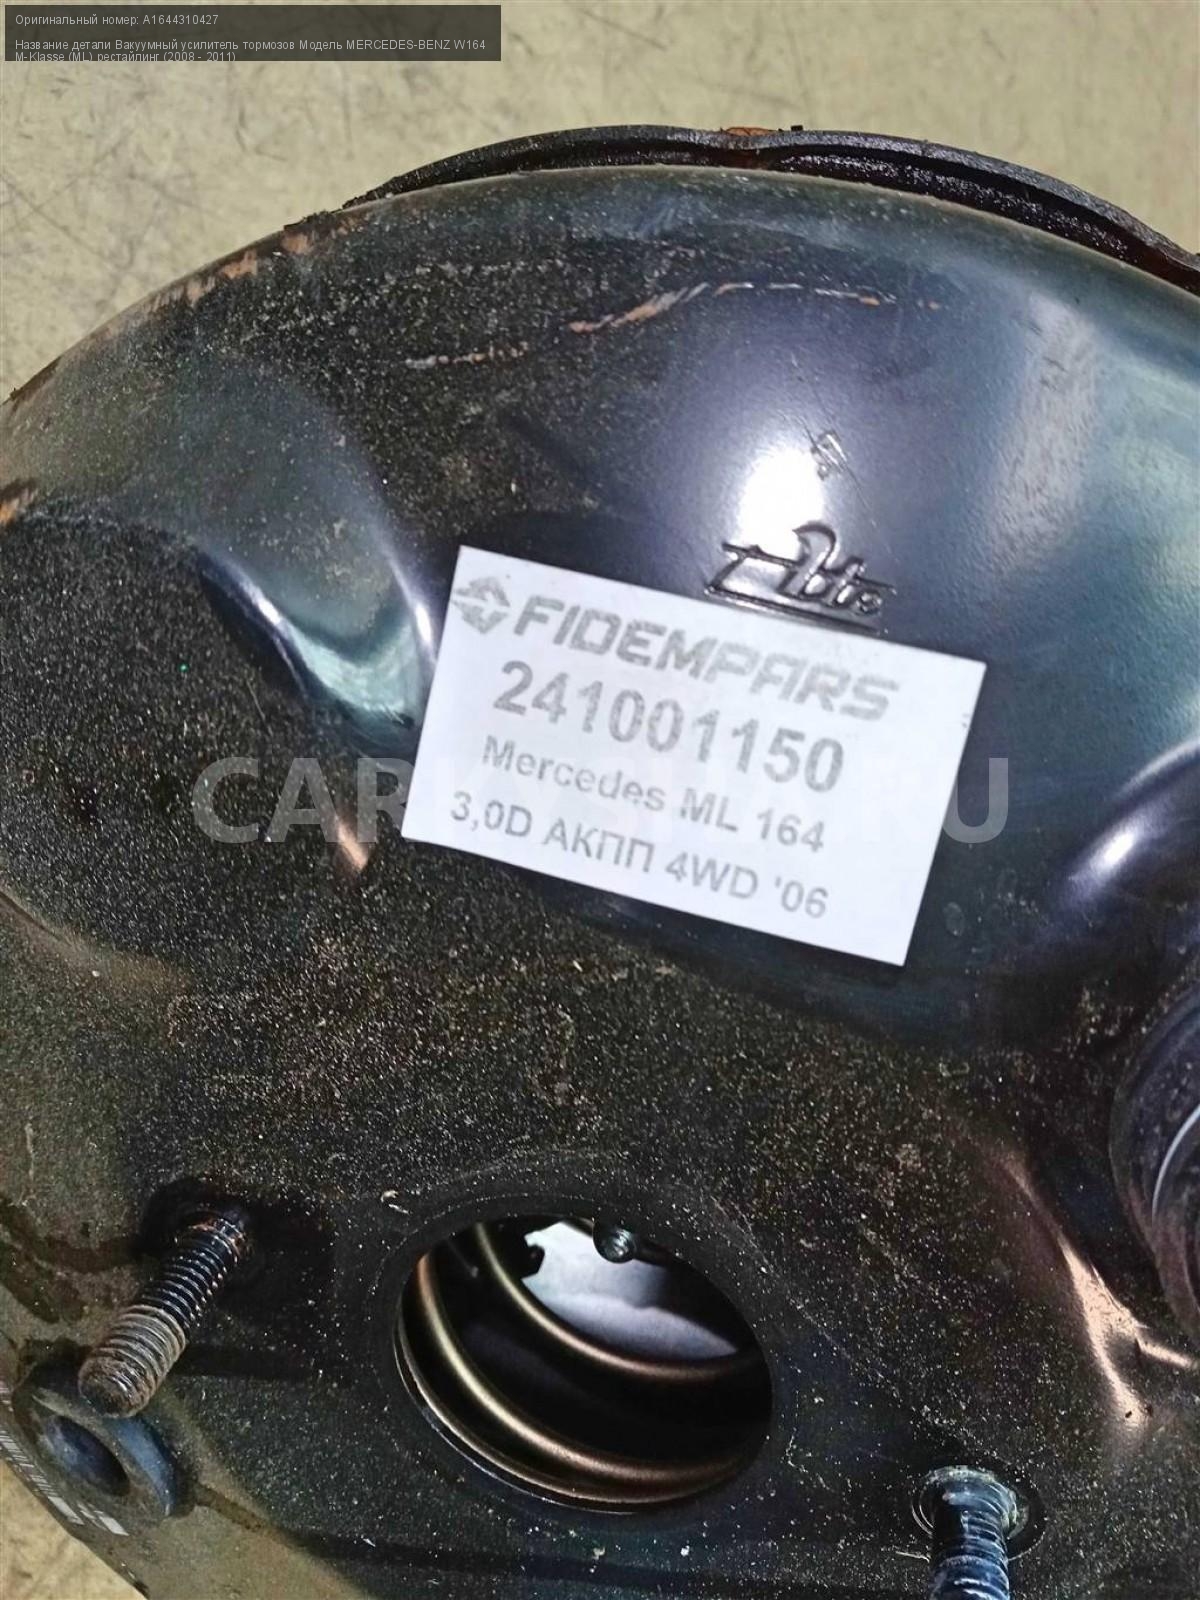 Оригинальный номер: A1644310427
Название детали Вакуумный усилитель тормозов Модель MERCEDES-BENZ W164
M-Klasse (ML) рестайлинг (2008 - 2011)
Ate
FIDEMPARS
241001150
Mercedes ML 164
3,0D АКПП 4WD '06